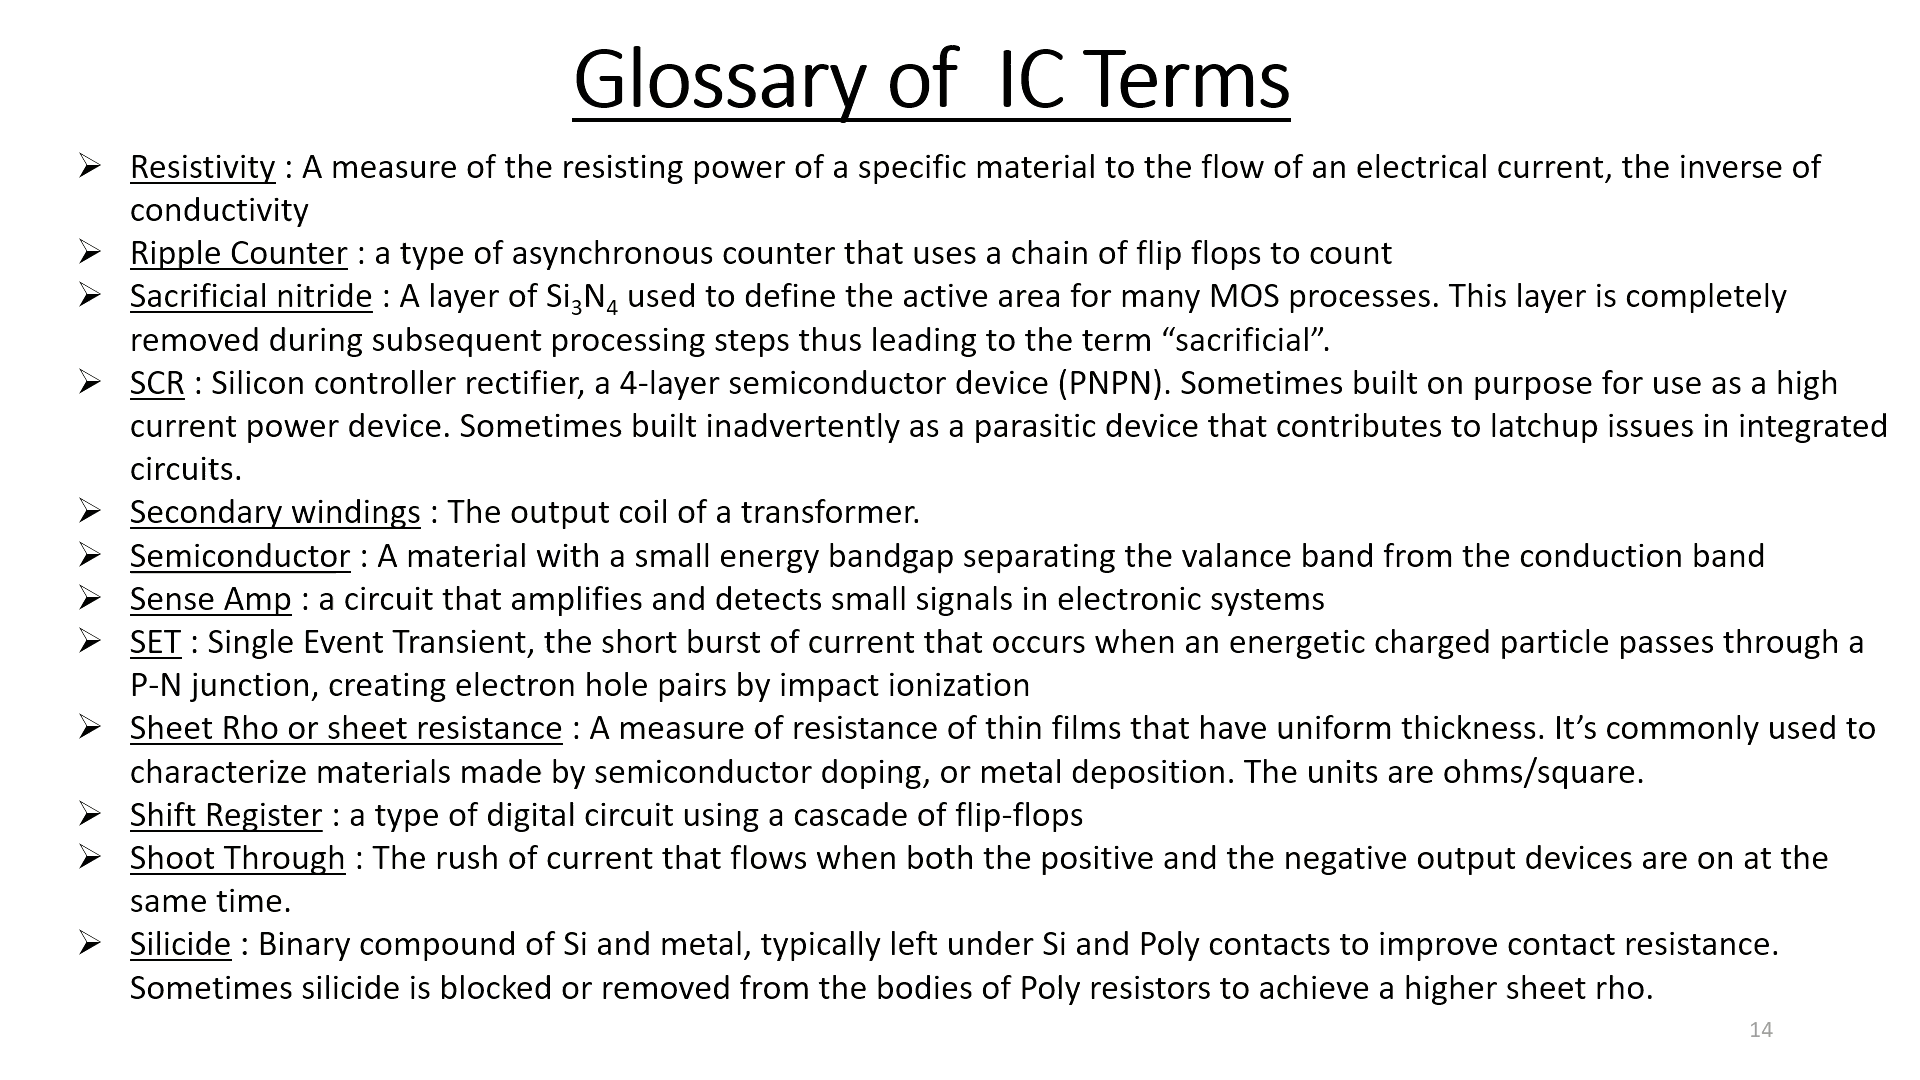 Glossary of  IC Terms
➢ Resistivity : A measure of the resisting power of a specific material to the flow of an electrical current, the inverse of
conductivity
➢ Ripple Counter : a type of asynchronous counter that uses a chain of flip flops to count
➢ Sacrificial nitride : A layer of Si₃N₄ used to define the active area for many MOS processes. This layer is completely
removed during subsequent processing steps thus leading to the term “sacrificial”.
➢ SCR : Silicon controller rectifier, a 4-layer semiconductor device (PNPN). Sometimes built on purpose for use as a high
current power device. Sometimes built inadvertently as a parasitic device that contributes to latchup issues in integrated
circuits.
➢ Secondary windings : The output coil of a transformer.
➢ Semiconductor : A material with a small energy bandgap separating the valance band from the conduction band
➢ Sense Amp : a circuit that amplifies and detects small signals in electronic systems
➢ SET : Single Event Transient, the short burst of current that occurs when an energetic charged particle passes through a
P-N junction, creating electron hole pairs by impact ionization
➢ Sheet Rho or sheet resistance : A measure of resistance of thin films that have uniform thickness. It’s commonly used to
characterize materials made by semiconductor doping, or metal deposition. The units are ohms/square.
➢ Shift Register : a type of digital circuit using a cascade of flip-flops
➢ Shoot Through : The rush of current that flows when both the positive and the negative output devices are on at the
same time.
➢ Silicide : Binary compound of Si and metal, typically left under Si and Poly contacts to improve contact resistance.
Sometimes silicide is blocked or removed from the bodies of Poly resistors to achieve a higher sheet rho.
14